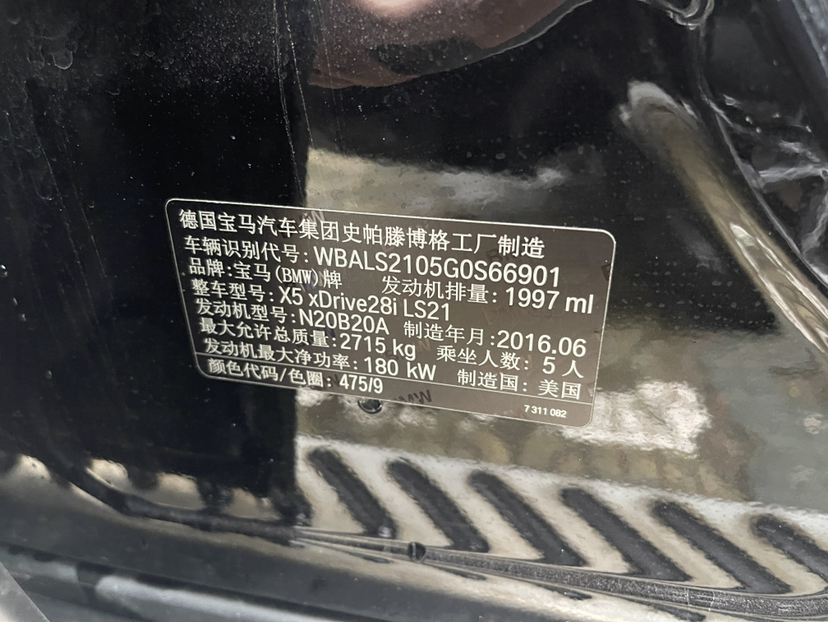 德国宝马汽车集团史帕滕博格工厂制造
车辆识别代号: WBALS2105G0S66901
品牌: 宝马(BMW)牌 发动机排量: 1997 ml
整车型号: X5 xDrive28i LS21
发动机型号: N20B20A 制造年月: 2016.06
最大允许总质量: 2715 kg 乘坐人数: 5 人
发动机最大净功率: 180 kW 制造国: 美国
颜色代码/色圈: 475/9
7 311 082